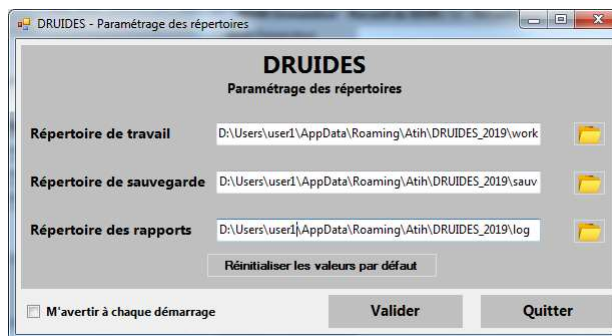 DRUIDES - Paramétrage des répertoires
DRUIDES
Paramétrage des répertoires
Répertoire de travail D:\Users\user1\AppData\Roaming\Atih\DRUIDES_2019\work
Répertoire de sauvegarde D:\Users\user1\AppData\Roaming\Atih\DRUIDES_2019\sauv
Répertoire des rapports D:\Users\user1\AppData\Roaming\Atih\DRUIDES_2019\log
Réinitialiser les valeurs par défaut
M'avertir à chaque démarrage Valider Quitter